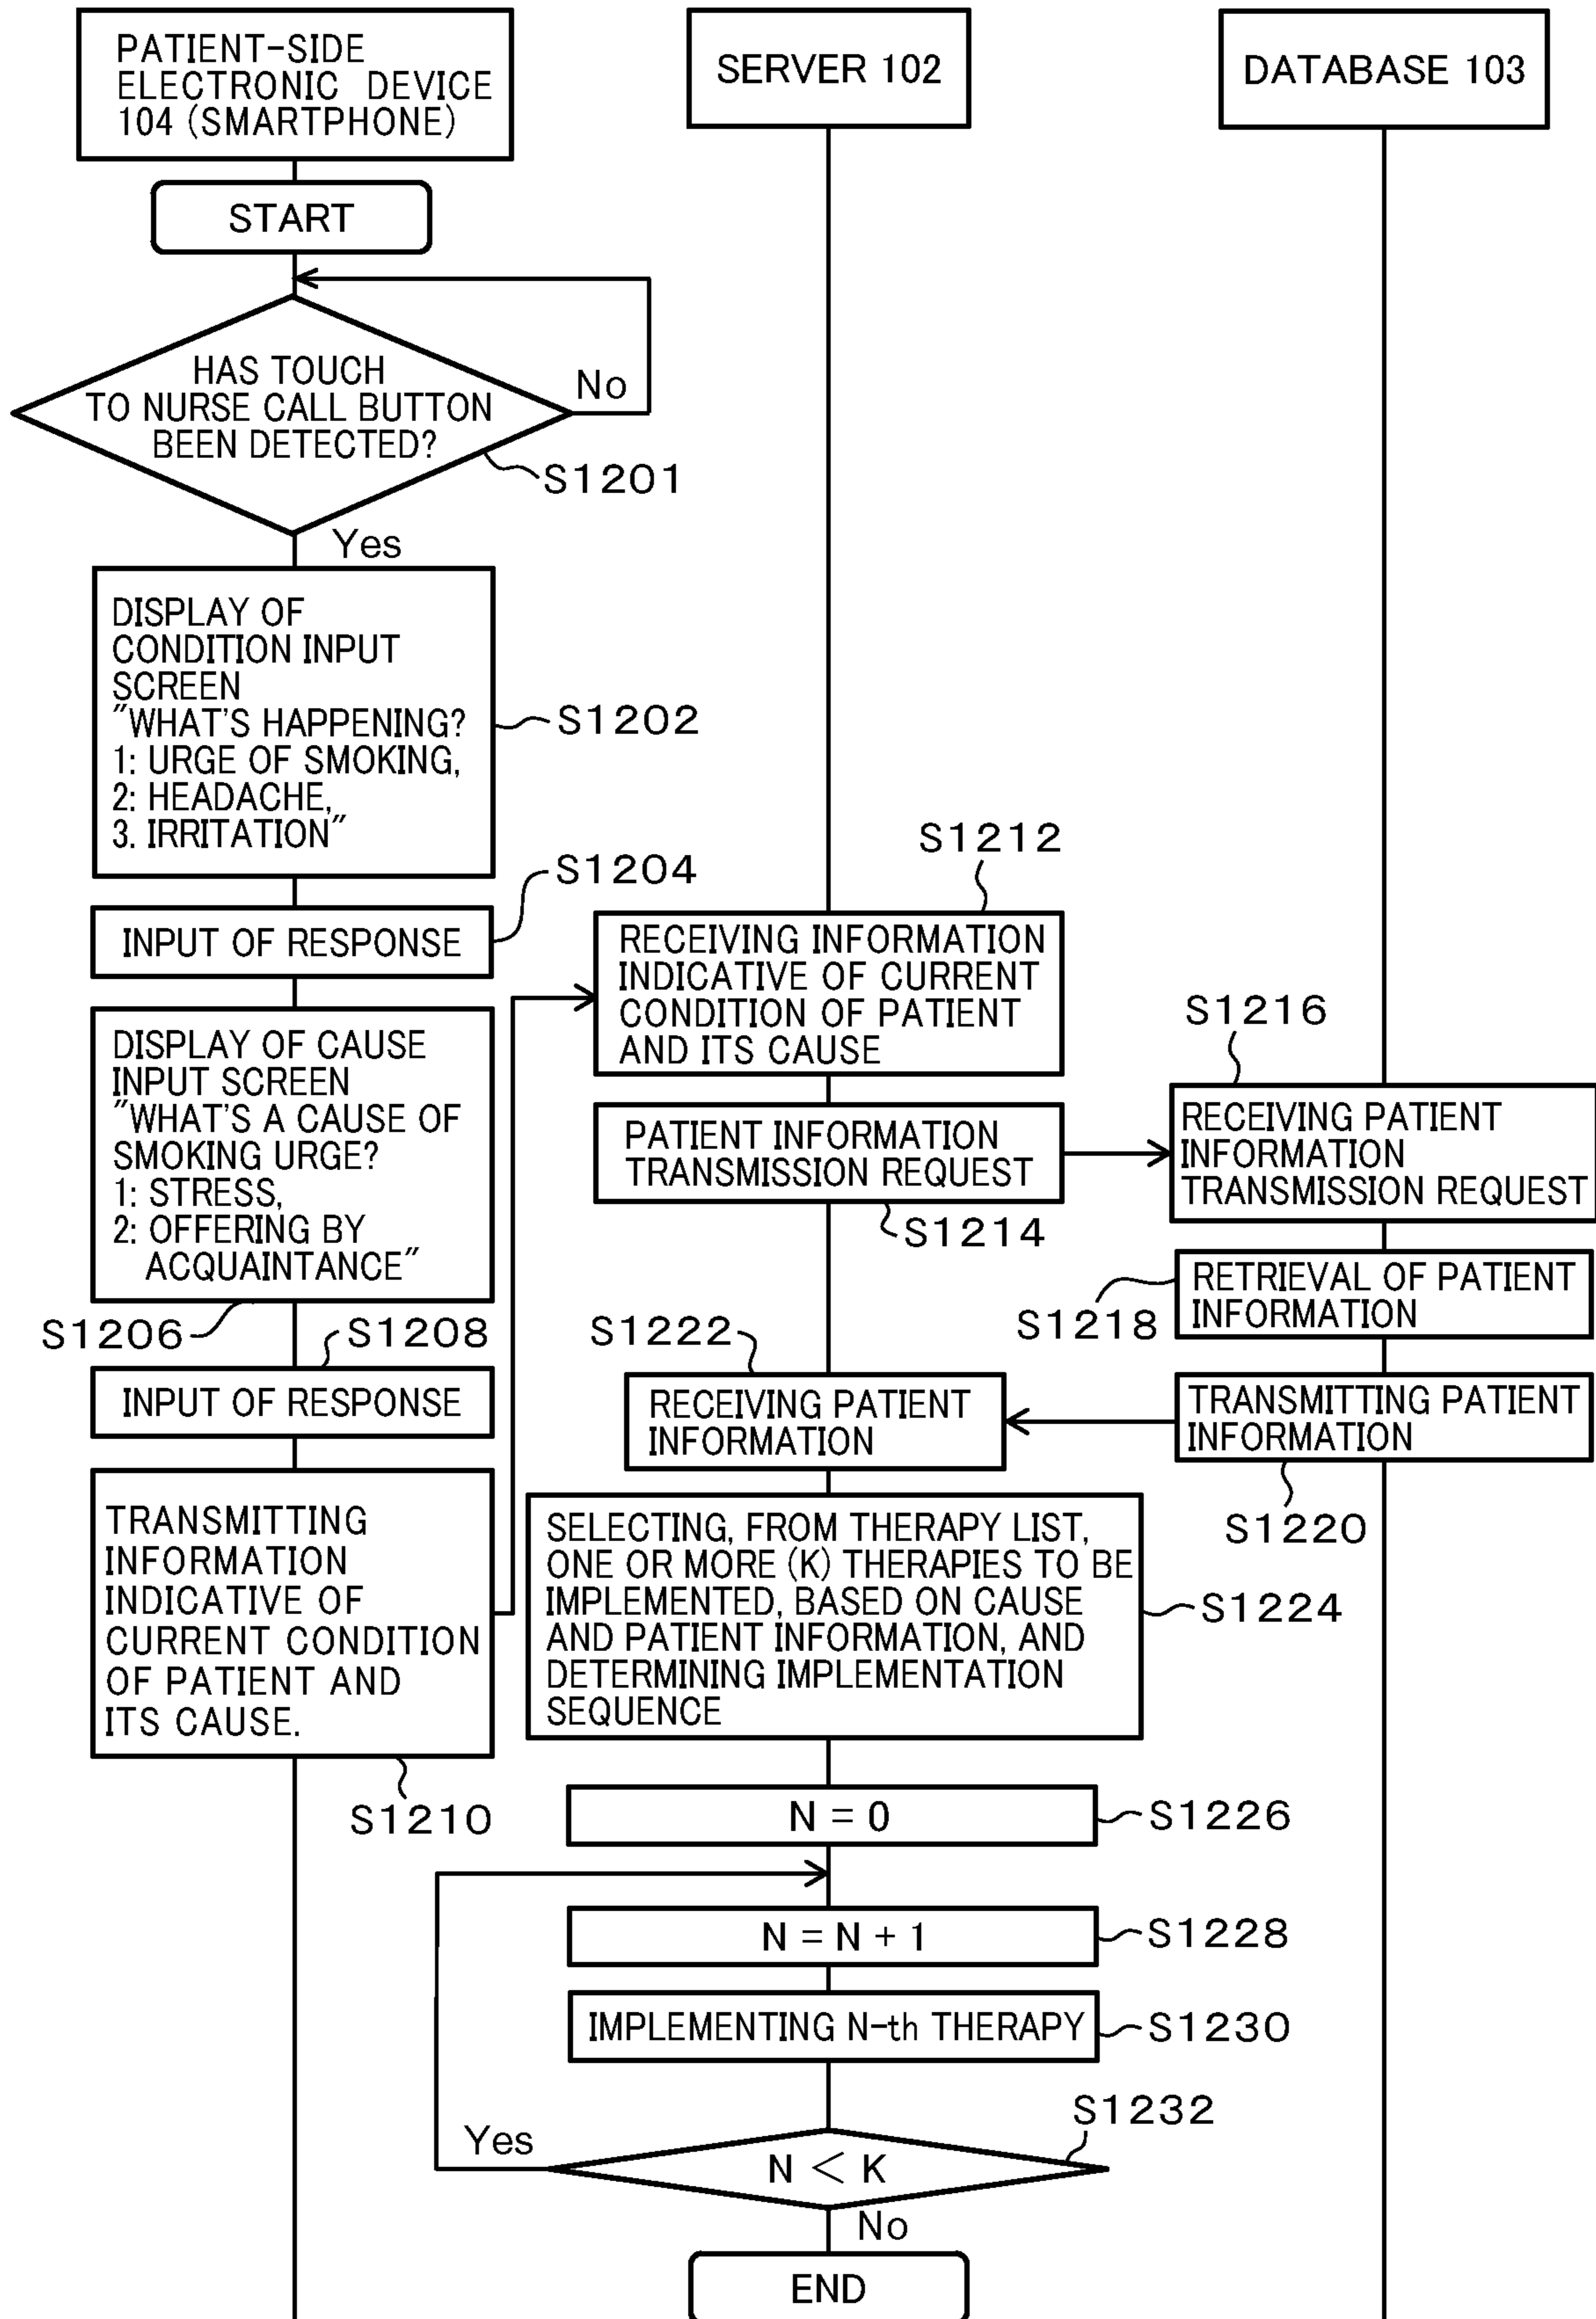 PATIENT-SIDE
ELECTRONIC DEVICE
104 (SMARTPHONE)
SERVER 102
DATABASE 103
START
HAS TOUCH
TO NURSE CALL BUTTON
BEEN DETECTED?
No
S1201
Yes
DISPLAY OF
CONDITION INPUT
SCREEN
"WHAT'S HAPPENING?
1: URGE OF SMOKING,
2: HEADACHE,
3. IRRITATION"
S1202
S1204
INPUT OF RESPONSE
DISPLAY OF CAUSE
INPUT SCREEN
"WHAT'S A CAUSE OF
SMOKING URGE?
1: STRESS,
2: OFFERING BY
ACQUAINTANCE"
S1206
S1208
INPUT OF RESPONSE
TRANSMITTING
INFORMATION
INDICATIVE OF
CURRENT CONDITION
OF PATIENT AND
ITS CAUSE.
S1210
S1212
RECEIVING INFORMATION
INDICATIVE OF CURRENT
CONDITION OF PATIENT
AND ITS CAUSE
PATIENT INFORMATION
TRANSMISSION REQUEST
S1214
S1216
RECEIVING PATIENT
INFORMATION
TRANSMISSION REQUEST
RETRIEVAL OF PATIENT
INFORMATION
S1218
TRANSMITTING PATIENT
INFORMATION
S1220
S1222
RECEIVING PATIENT
INFORMATION
SELECTING, FROM THERAPY LIST,
ONE OR MORE (K) THERAPIES TO BE
IMPLEMENTED, BASED ON CAUSE
AND PATIENT INFORMATION, AND
DETERMINING IMPLEMENTATION
SEQUENCE
S1224
N = 0
S1226
N = N + 1
S1228
IMPLEMENTING N-th THERAPY
S1230
S1232
Yes
N < K
No
END